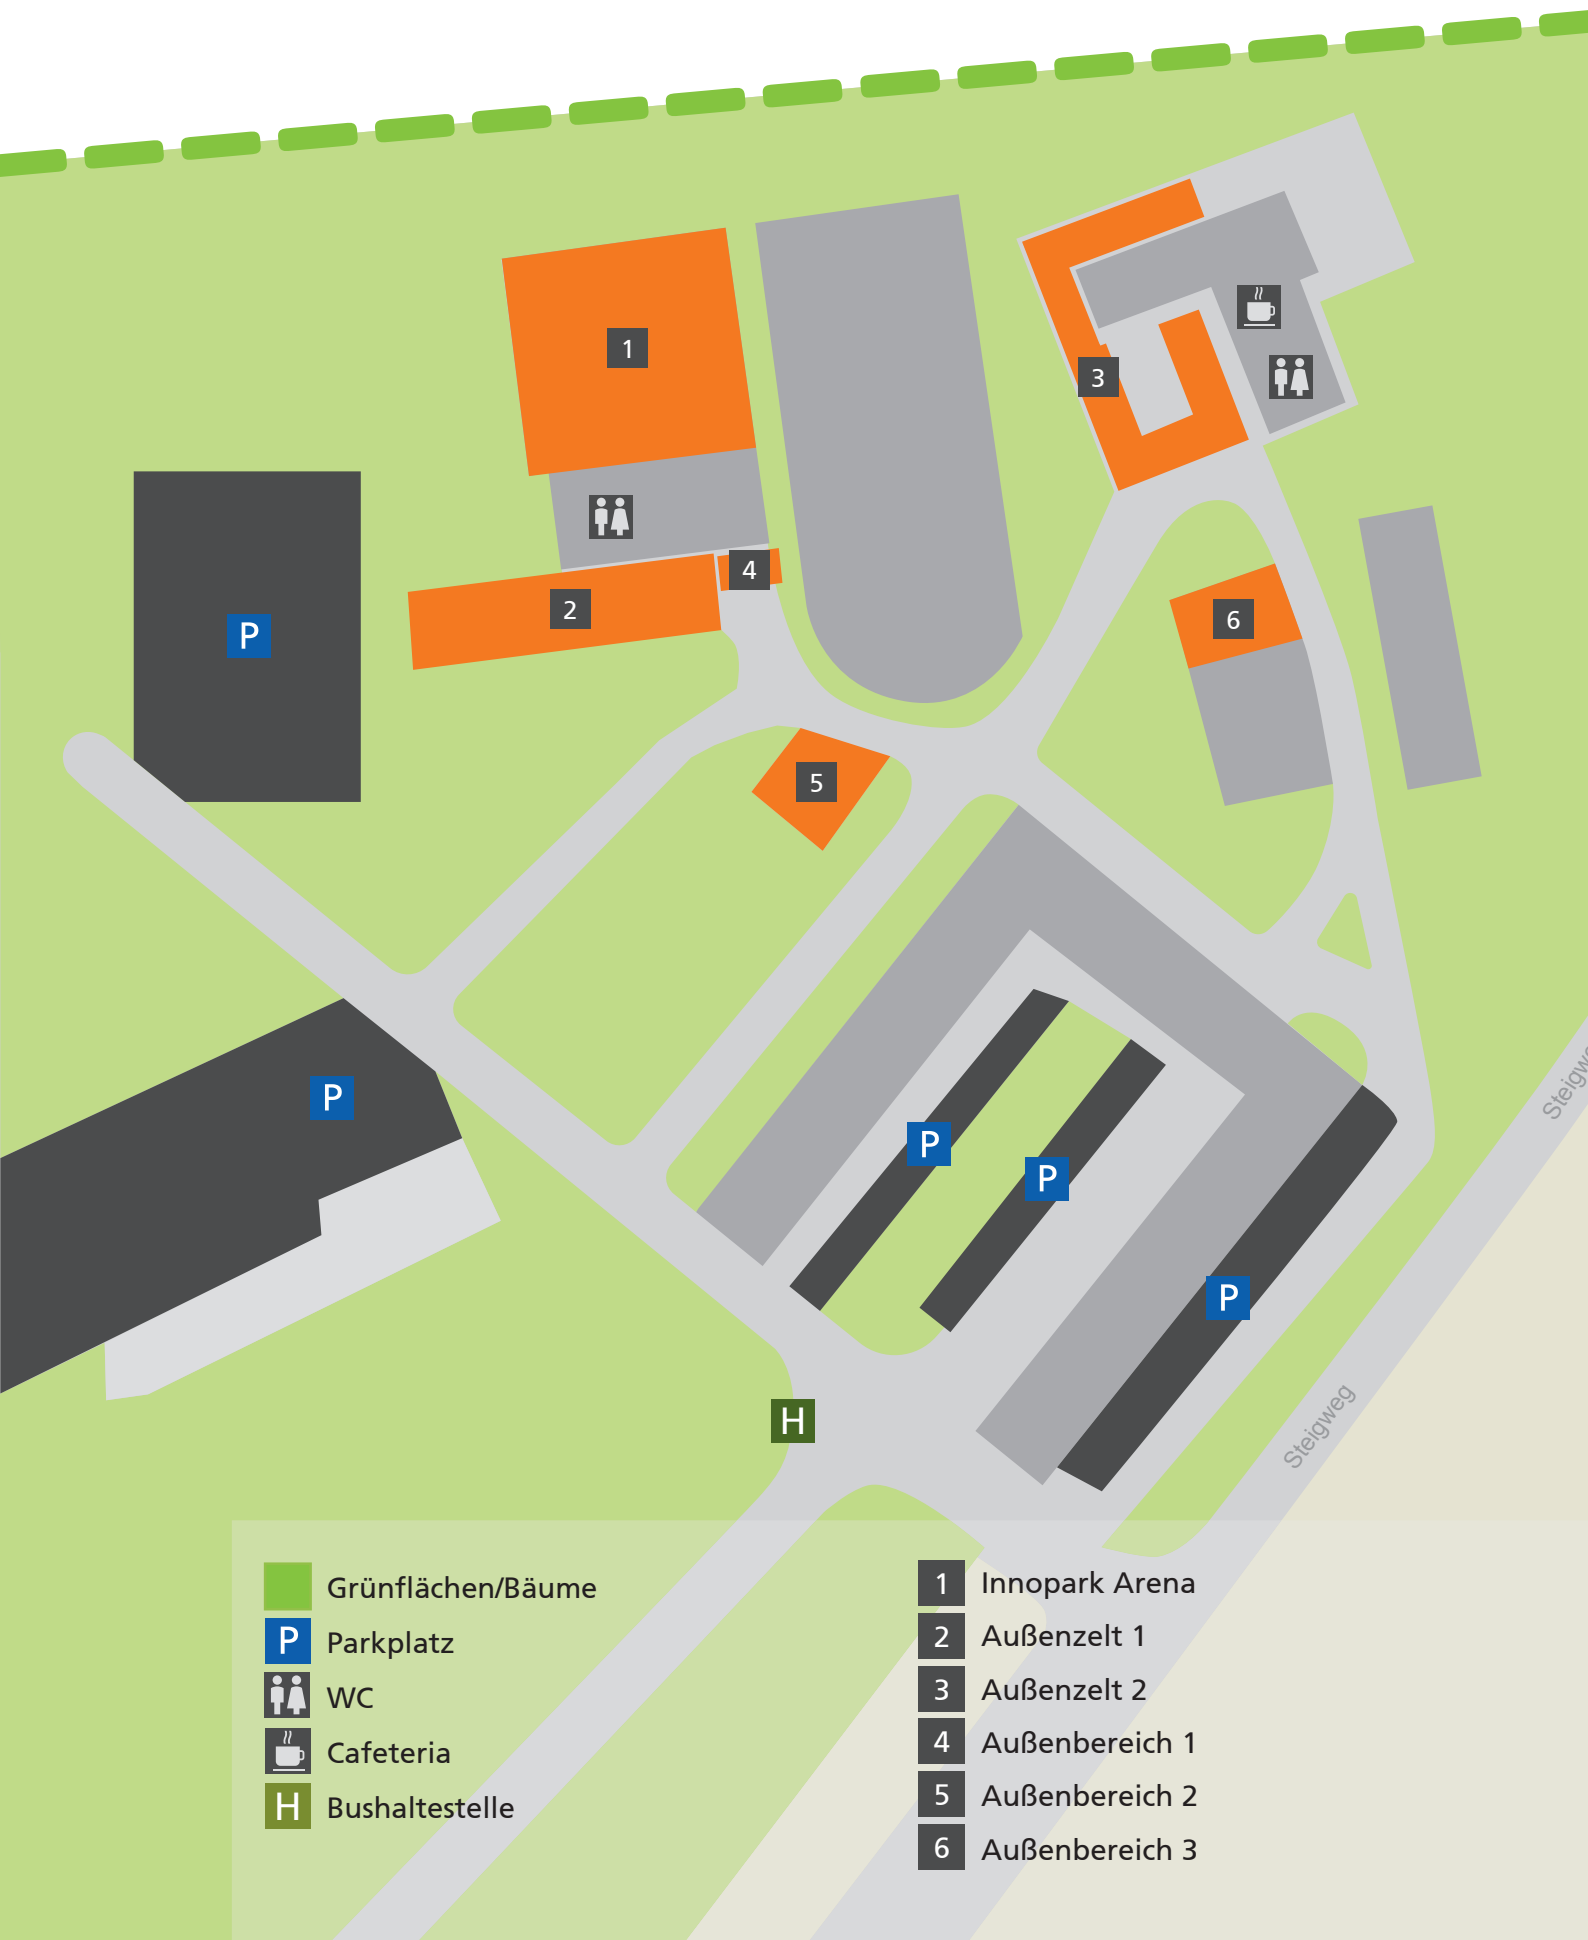 1
3
P
2
4
6
5
P
P
P
P
H
Steigweg
Grünflächen/Bäume
P Parkplatz
WC
Cafeteria
H Bushaltestelle
1 Innopark Arena
2 Außenzelt 1
3 Außenzelt 2
4 Außenbereich 1
5 Außenbereich 2
6 Außenbereich 3